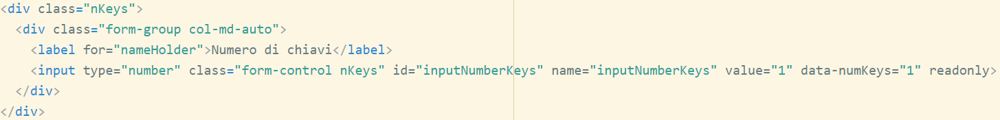 <div class="nKeys">
<div class="form-group col-md-auto">
<label for="nameHolder">Numero di chiavi</label>
<input type="number" class="form-control nKeys" id="inputNumberKeys" name="inputNumberKeys" value="1" data-numKeys="1" readonly>
</div>
</div>